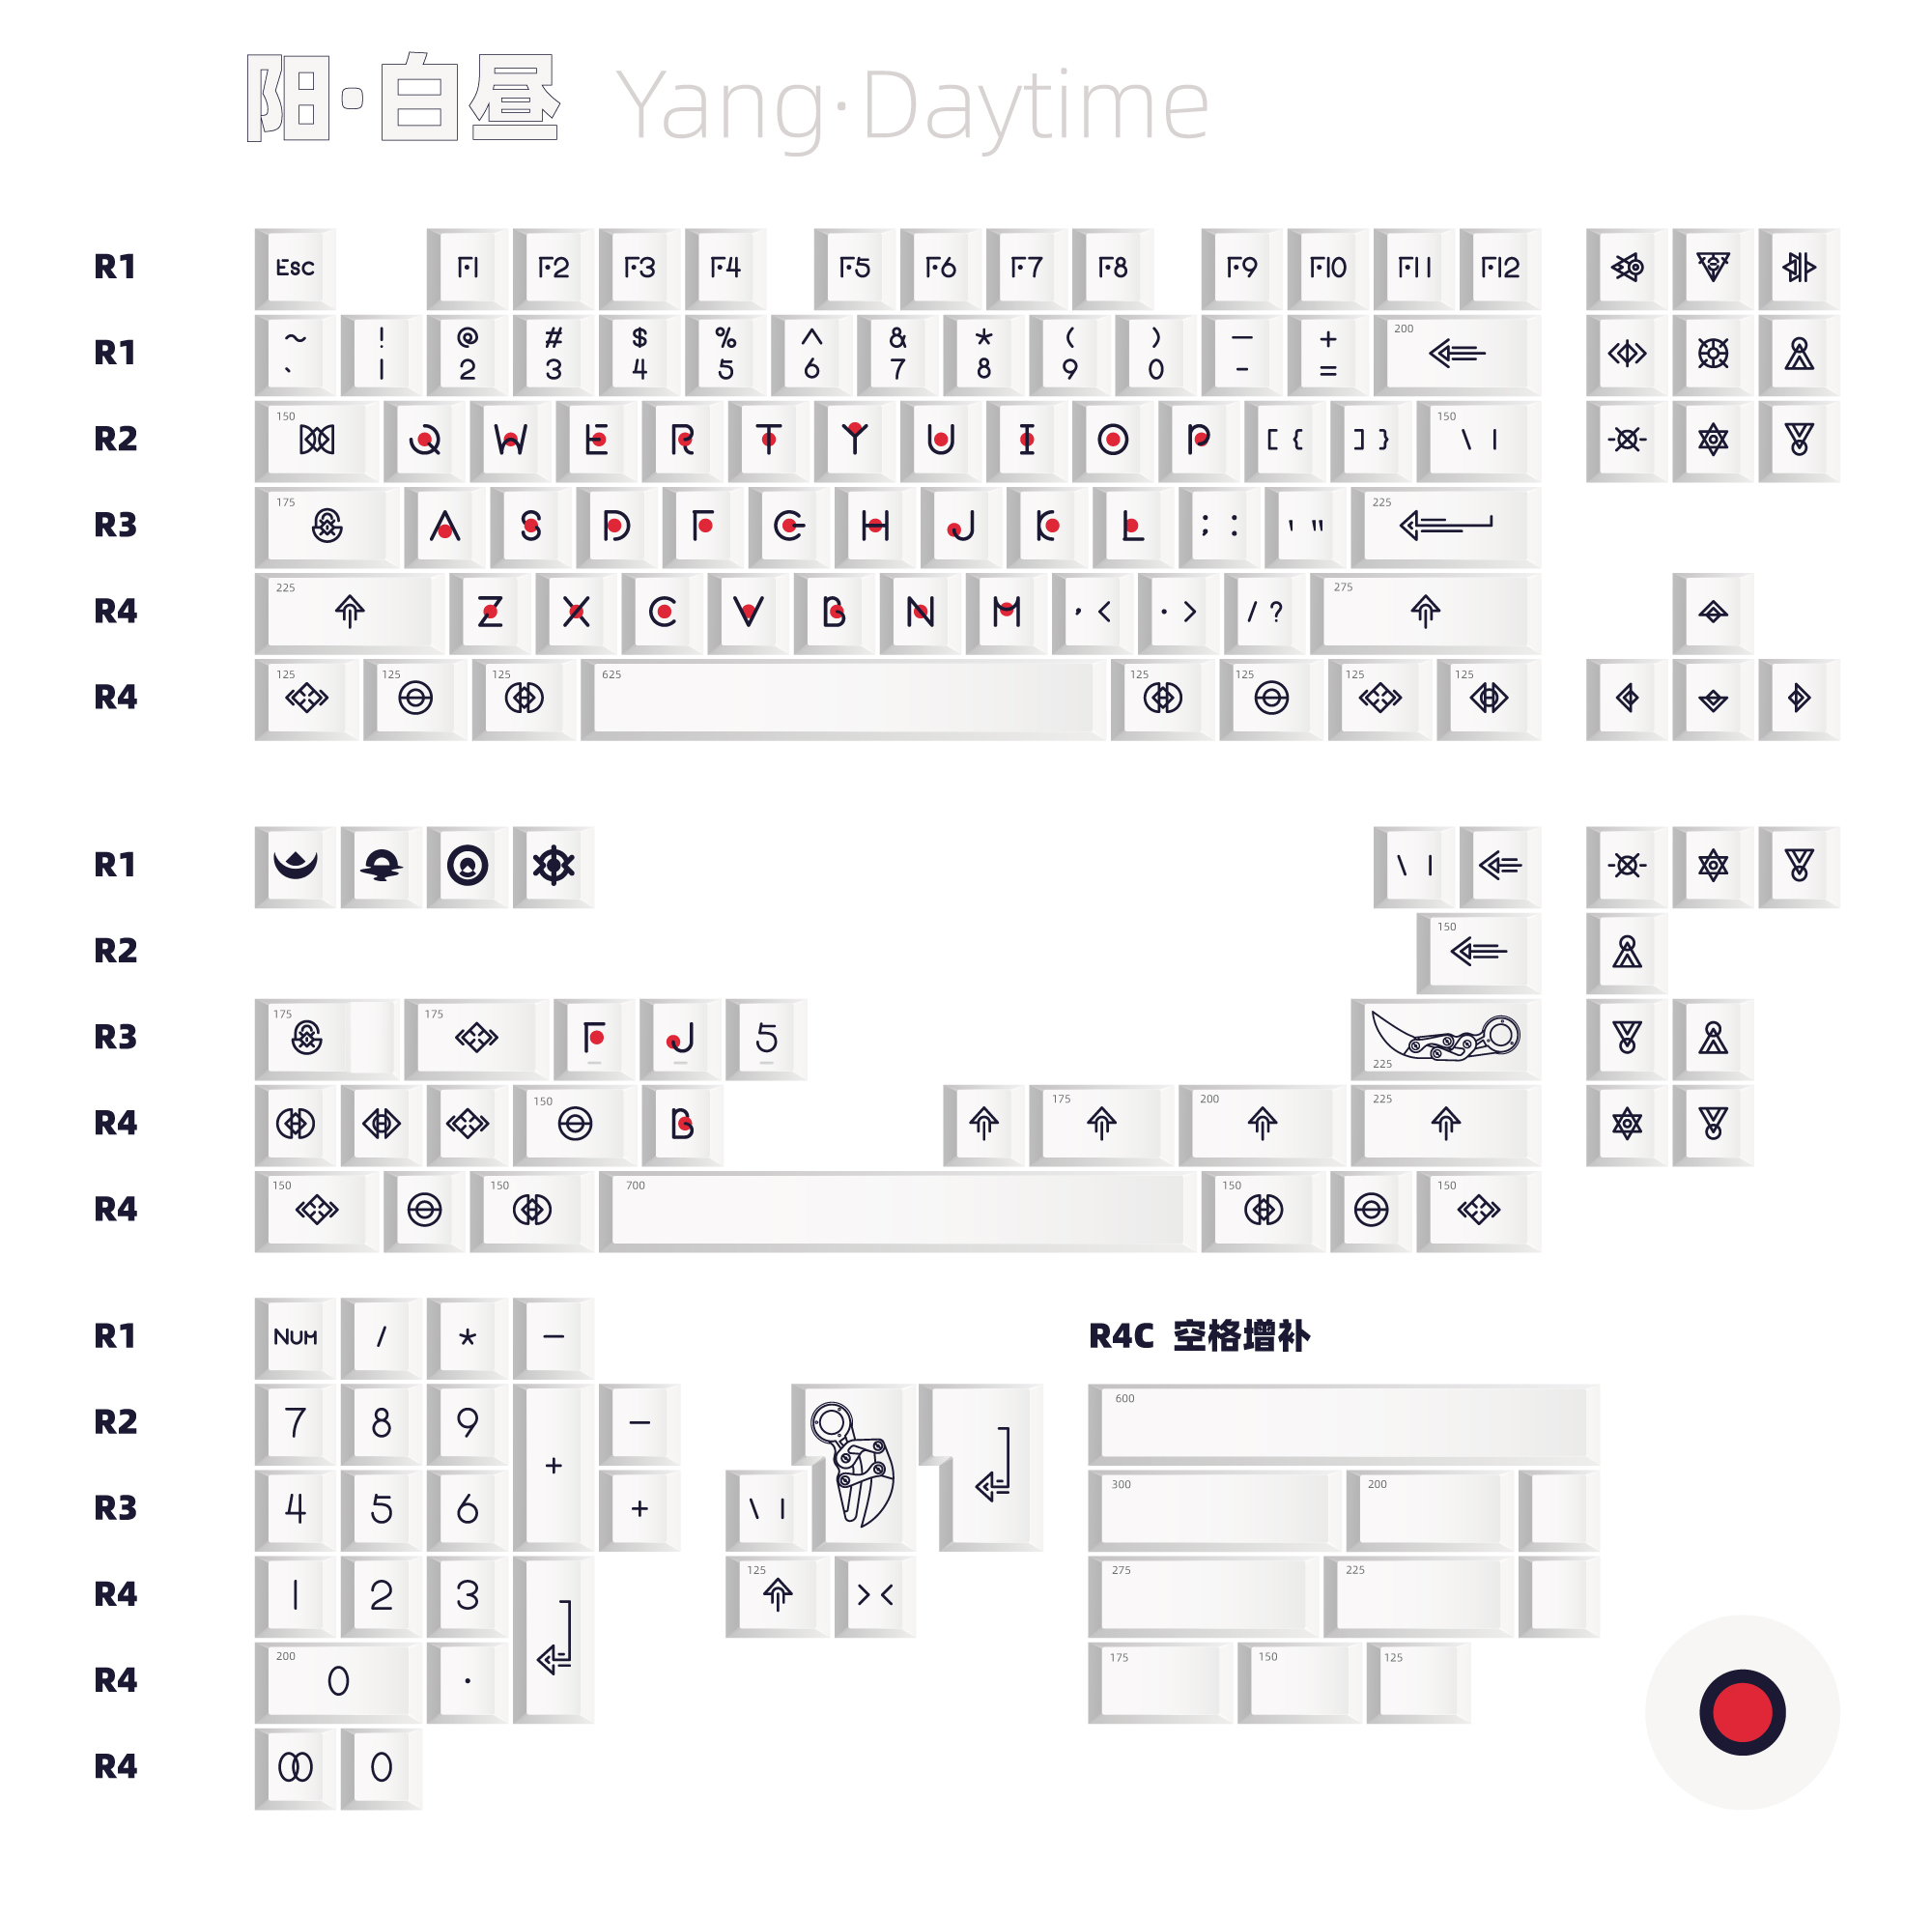 阳·白昼 Yang·Daytime
R1 Esc F1 F2 F3 F4 F5 F6 F7 F8 F9 F10 F11 F12
R1 ~ ! @ # $ % ^ & * ( ) — + 200
` 1 2 3 4 5 6 7 8 9 0 - =
R2 150 Q W E R T Y U I O P [ { ] } 150 \ |
R3 175 A S D F G H J K L ; : ' " 225
R4 225 Z X C V B N M , < . > / ? 275
R4 125 125 125 625 125 125 125 125
R1 \ |
R2 150
R3 175 175 F J 5 225
R4 150 B 175 200 225
R4 150 150 700 150 150
R1 Num / * — R4C 空格增补
R2 7 8 9 + — 600
R3 4 5 6 + \ | 300 200
R4 1 2 3 125 > < 275 225
R4 200 0 . 175 150 125
R4 00 0